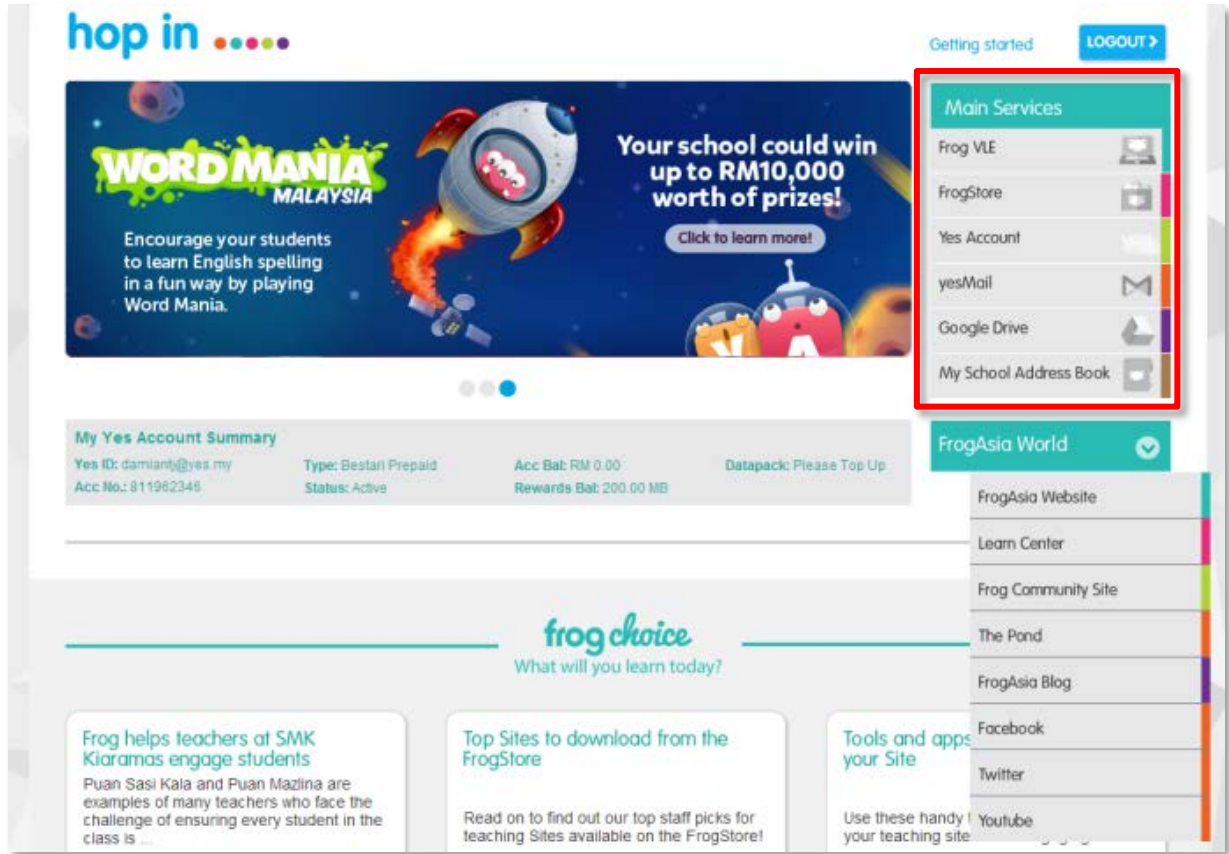 hop in
Getting started
LOGOUT >
WORD MANIA
MALAYSIA
Encourage your students
to learn English spelling
in a fun way by playing
Word Mania.
Your school could win
up to RM10,000
worth of prizes!
Click to learn more!
Y A
Main Services
Frog VLE
FrogStore
Yes Account
yesMail
Google Drive
My School Address Book
My Yes Account Summary
Yes ID: damiantj@yes.my
Type: Bestari Prepaid
Acc Bal: RM 0.00
Datapack: Please Top Up
Acc No.: 811962346
Status: Active
Rewards Bal: 200.00 MB
FrogAsia World
FrogAsia Website
Learn Center
Frog Community Site
The Pond
FrogAsia Blog
Facebook
Twitter
Youtube
frog choice
What will you learn today?
Frog helps teachers at SMK
Kiaramas engage students
Puan Sasi Kala and Puan Mazlina are
examples of many teachers who face the
challenge of ensuring every student in the
class is ...
Top Sites to download from the
FrogStore
Read on to find out our top staff picks for
teaching Sites available on the FrogStore!
Tools and apps
your Site
Use these handy
your teaching site